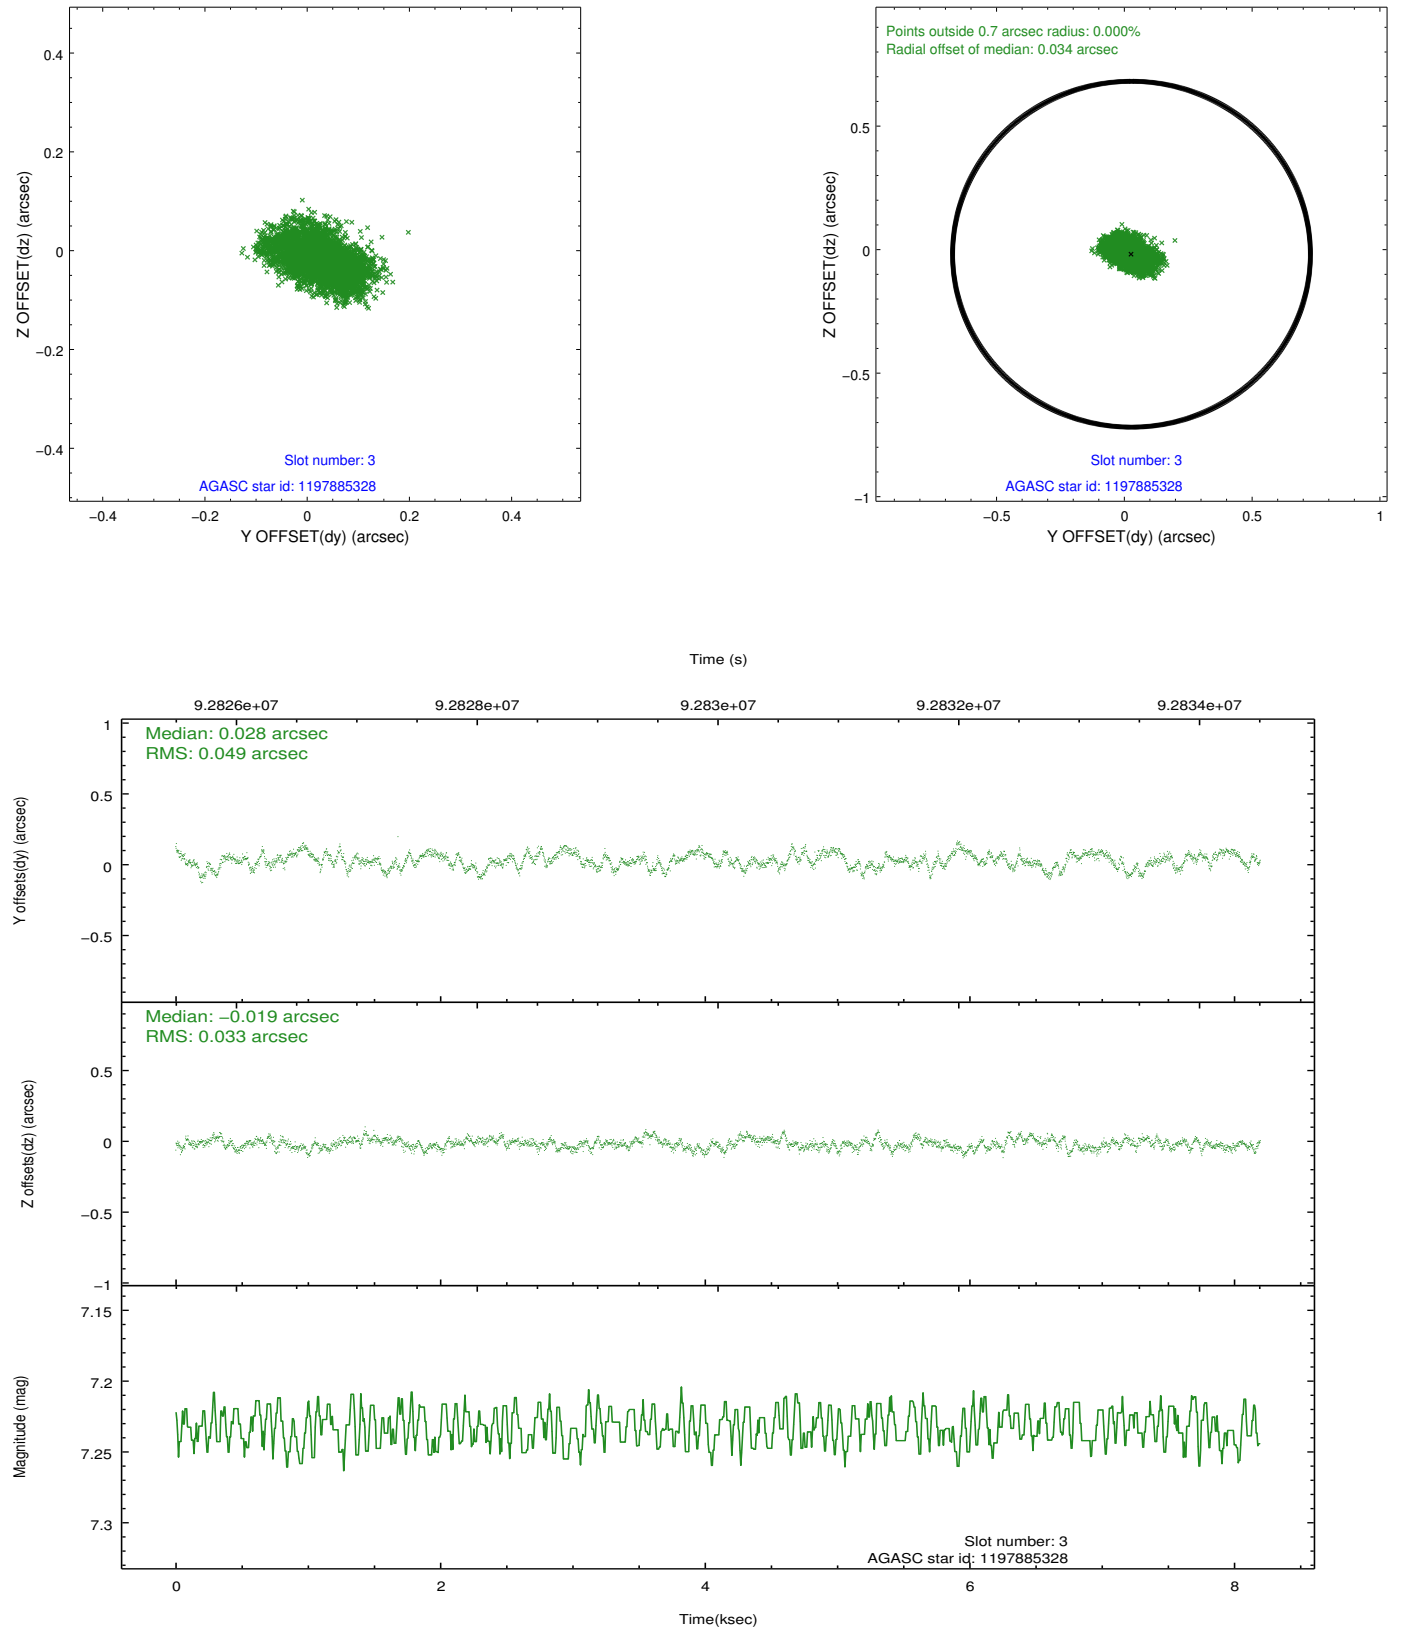 0.4
0.2
0
−0.2
−0.4
Z OFFSET(dz) (arcsec)
Slot number: 3
AGASC star id: 1197885328
−0.4 −0.2 0 0.2 0.4
Y OFFSET(dy) (arcsec)
Points outside 0.7 arcsec radius: 0.000%
Radial offset of median: 0.034 arcsec
0.5
0
−0.5
−1
Z OFFSET(dz) (arcsec)
Slot number: 3
AGASC star id: 1197885328
−0.5 0 0.5 1
Y OFFSET(dy) (arcsec)
Time (s)
9.2826e+07 9.2828e+07 9.283e+07 9.2832e+07 9.2834e+07
Median: 0.028 arcsec
RMS: 0.049 arcsec
1
0.5
0
−0.5
Y offsets(dy) (arcsec)
Median: −0.019 arcsec
RMS: 0.033 arcsec
0.5
0
−0.5
−1
Z offsets(dz) (arcsec)
7.15
7.2
7.25
7.3
Magnitude (mag)
Slot number: 3
AGASC star id: 1197885328
0 2 4 6 8
Time(ksec)